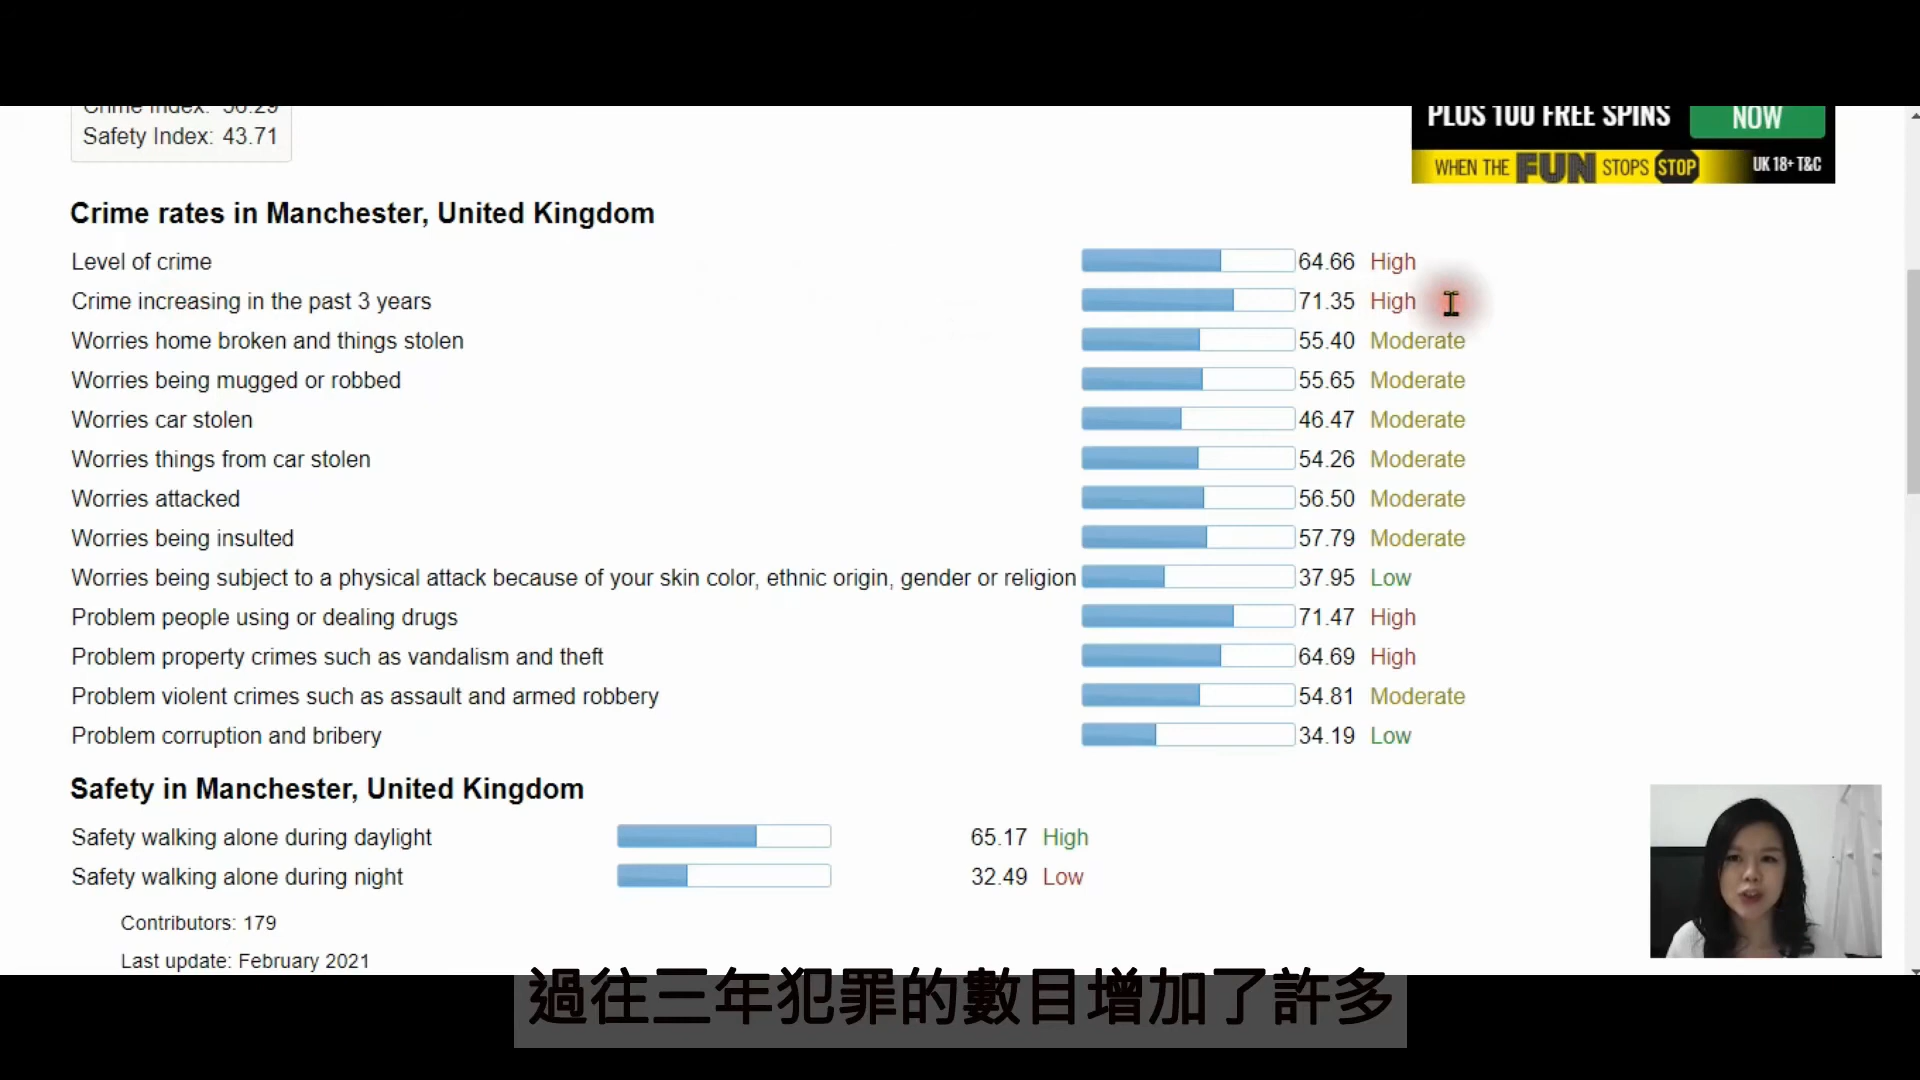 Crime Index: 56.29
Safety Index: 43.71
PLUS 100 FREE SPINS
NOW
WHEN THE FUN STOPS STOP
UK 18+ T&C
Crime rates in Manchester, United Kingdom
Level of crime 64.66 High
Crime increasing in the past 3 years 71.35 High
Worries home broken and things stolen 55.40 Moderate
Worries being mugged or robbed 55.65 Moderate
Worries car stolen 46.47 Moderate
Worries things from car stolen 54.26 Moderate
Worries attacked 56.50 Moderate
Worries being insulted 57.79 Moderate
Worries being subject to a physical attack because of your skin color, ethnic origin, gender or religion 37.95 Low
Problem people using or dealing drugs 71.47 High
Problem property crimes such as vandalism and theft 64.69 High
Problem violent crimes such as assault and armed robbery 54.81 Moderate
Problem corruption and bribery 34.19 Low
Safety in Manchester, United Kingdom
Safety walking alone during daylight 65.17 High
Safety walking alone during night 32.49 Low
Contributors: 179
Last update: February 2021
過往三年犯罪的數目增加了許多